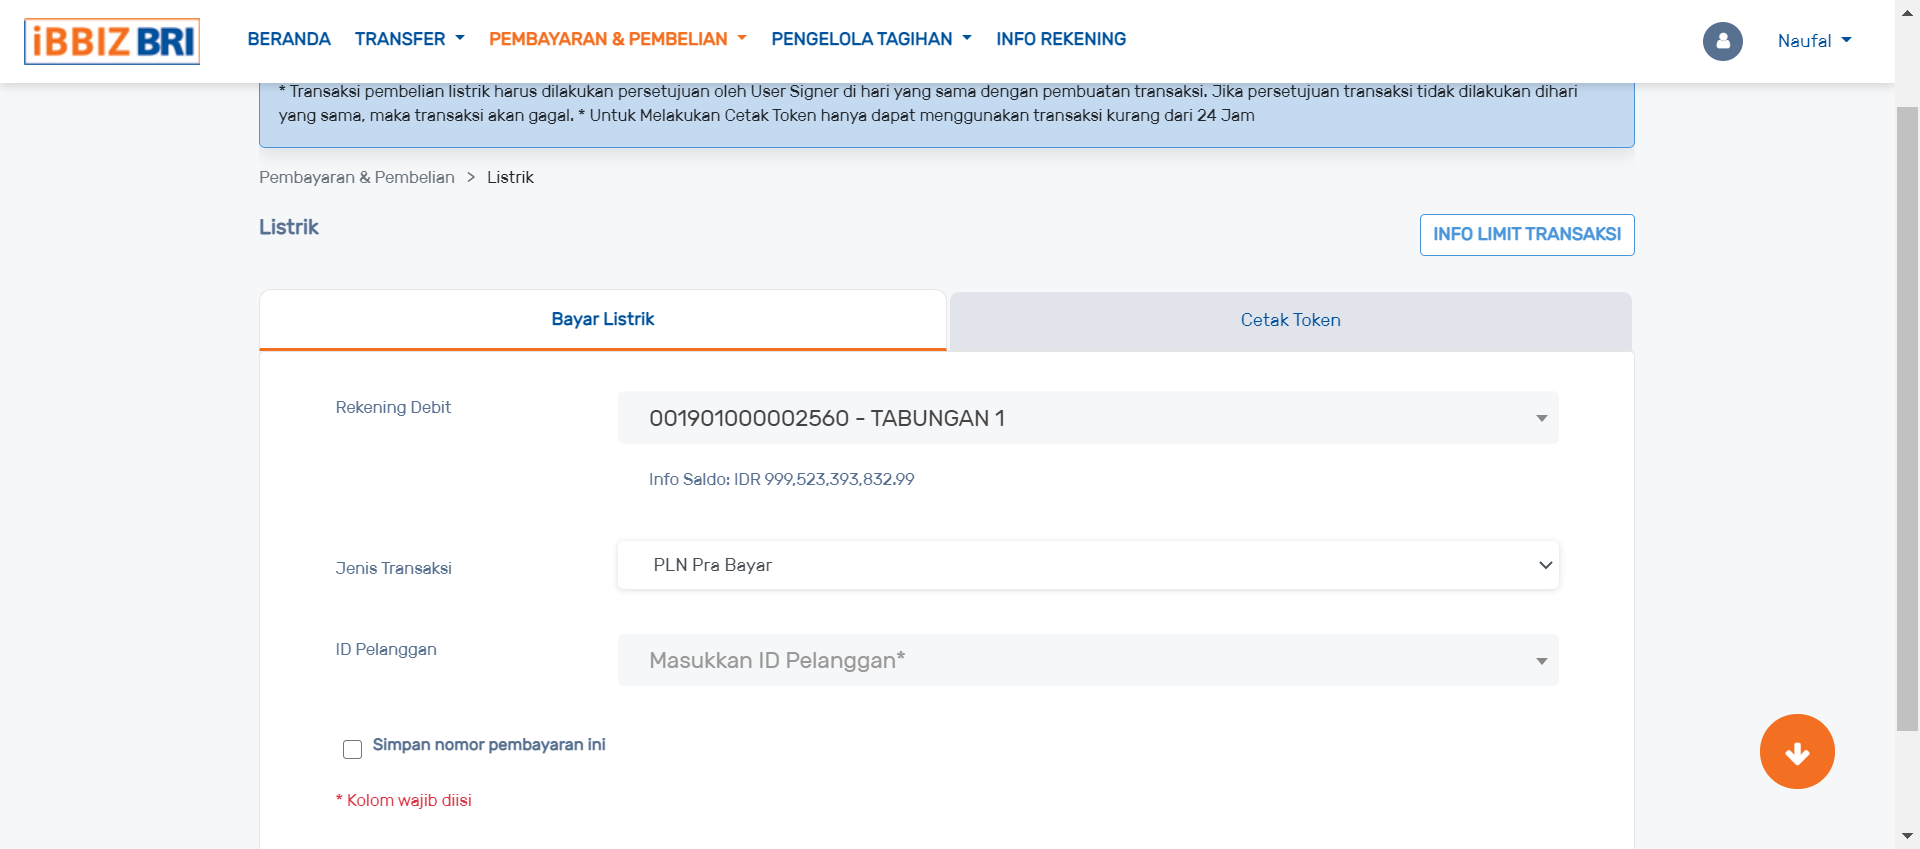 iBBIZ BRI
BERANDA TRANSFER PEMBAYARAN & PEMBELIAN PENGELOLA TAGIHAN INFO REKENING
Naufal
* Transaksi pembelian listrik harus dilakukan persetujuan oleh User Signer di hari yang sama dengan pembuatan transaksi. Jika persetujuan transaksi tidak dilakukan dihari
yang sama, maka transaksi akan gagal. * Untuk Melakukan Cetak Token hanya dapat menggunakan transaksi kurang dari 24 Jam
Pembayaran & Pembelian > Listrik
Listrik
INFO LIMIT TRANSAKSI
Bayar Listrik
Cetak Token
Rekening Debit
001901000002560 - TABUNGAN 1
Info Saldo: IDR 999,523,393,832.99
Jenis Transaksi
PLN Pra Bayar
ID Pelanggan
Masukkan ID Pelanggan*
Simpan nomor pembayaran ini
* Kolom wajib diisi